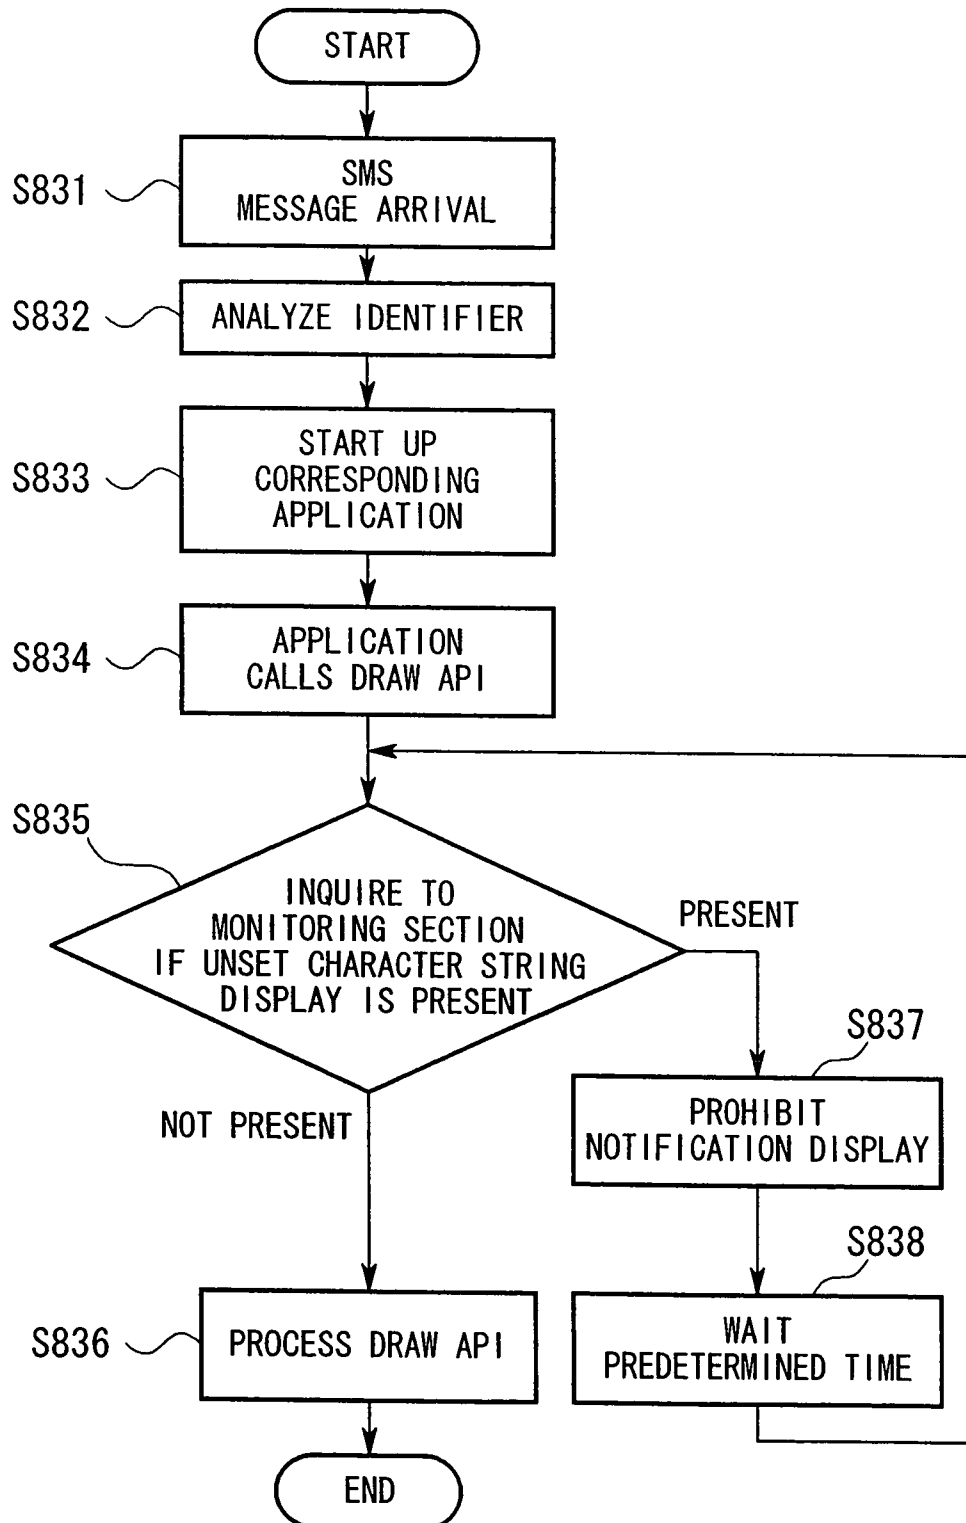 START
S831
SMS
MESSAGE ARRIVAL
S832
ANALYZE IDENTIFIER
S833
START UP
CORRESPONDING
APPLICATION
S834
APPLICATION
CALLS DRAW API
S835
INQUIRE TO
MONITORING SECTION
IF UNSET CHARACTER STRING
DISPLAY IS PRESENT
PRESENT
S837
PROHIBIT
NOTIFICATION DISPLAY
NOT PRESENT
S838
WAIT
PREDETERMINED TIME
S836
PROCESS DRAW API
END